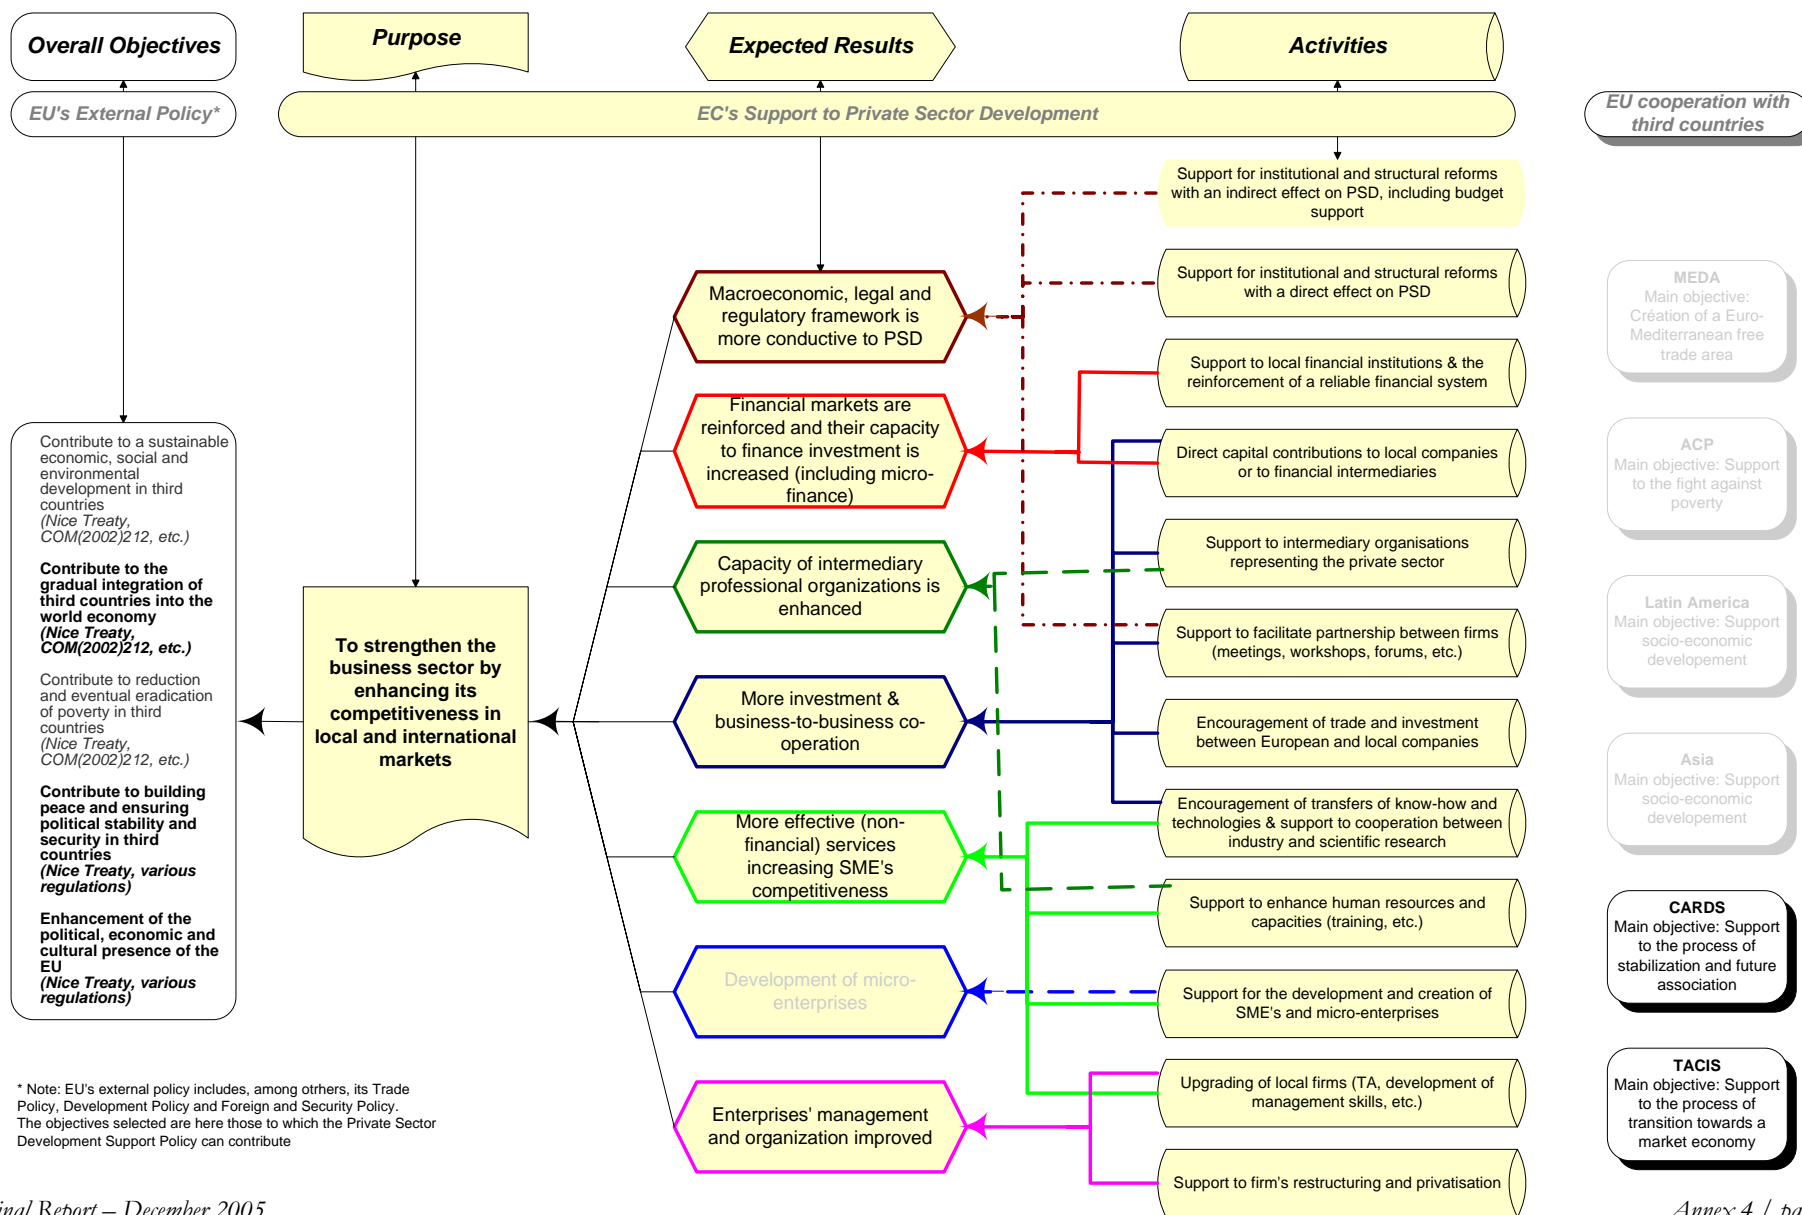 Overall Objectives
Purpose
Expected Results
Activities
EU's External Policy*
EC's Support to Private Sector Development
EU cooperation with
third countries
Contribute to a sustainable
economic, social and
environmental
development in third
countries
(Nice Treaty,
COM(2002)212, etc.)
Contribute to the
gradual integration of
third countries into the
world economy
(Nice Treaty,
COM(2002)212, etc.)
Contribute to reduction
and eventual eradication
of poverty in third
countries
(Nice Treaty,
COM(2002)212, etc.)
Contribute to building
peace and ensuring
political stability and
security in third
countries
(Nice Treaty, various
regulations)
Enhancement of the
political, economic and
cultural presence of the
EU
(Nice Treaty, various
regulations)
To strengthen the
business sector by
enhancing its
competitiveness in
local and international
markets
Macroeconomic, legal and
regulatory framework is
more conductive to PSD
Financial markets are
reinforced and their capacity
to finance investment is
increased (including micro-
finance)
Capacity of intermediary
professional organizations is
enhanced
More investment &
business-to-business co-
operation
More effective (non-
financial) services
increasing SME's
competitiveness
Development of micro-
enterprises
Enterprises' management
and organization improved
Support for institutional and structural reforms
with an indirect effect on PSD, including budget
support
Support for institutional and structural reforms
with a direct effect on PSD
Support to local financial institutions & the
reinforcement of a reliable financial system
Direct capital contributions to local companies
or to financial intermediaries
Support to intermediary organisations
representing the private sector
Support to facilitate partnership between firms
(meetings, workshops, forums, etc.)
Encouragement of trade and investment
between European and local companies
Encouragement of transfers of know-how and
technologies & support to cooperation between
industry and scientific research
Support to enhance human resources and
capacities (training, etc.)
Support for the development and creation of
SME's and micro-enterprises
Upgrading of local firms (TA, development of
management skills, etc.)
Support to firm's restructuring and privatisation
MEDA
Main objective:
Création of a Euro-
Mediterranean free
trade area
ACP
Main objective: Support
to the fight against
poverty
Latin America
Main objective: Support
socio-economic
developement
Asia
Main objective: Support
socio-economic
developement
CARDS
Main objective: Support
to the process of
stabilization and future
association
TACIS
Main objective: Support
to the process of
transition towards a
market economy
* Note: EU's external policy includes, among otrhers, its Trade
Policy, Development Policy and Foreign and Security Policy.
The objectives selected are here those to which the Private Sector
Development Support Policy can contribute
inal Report – December 2005
Annex 4 / pa